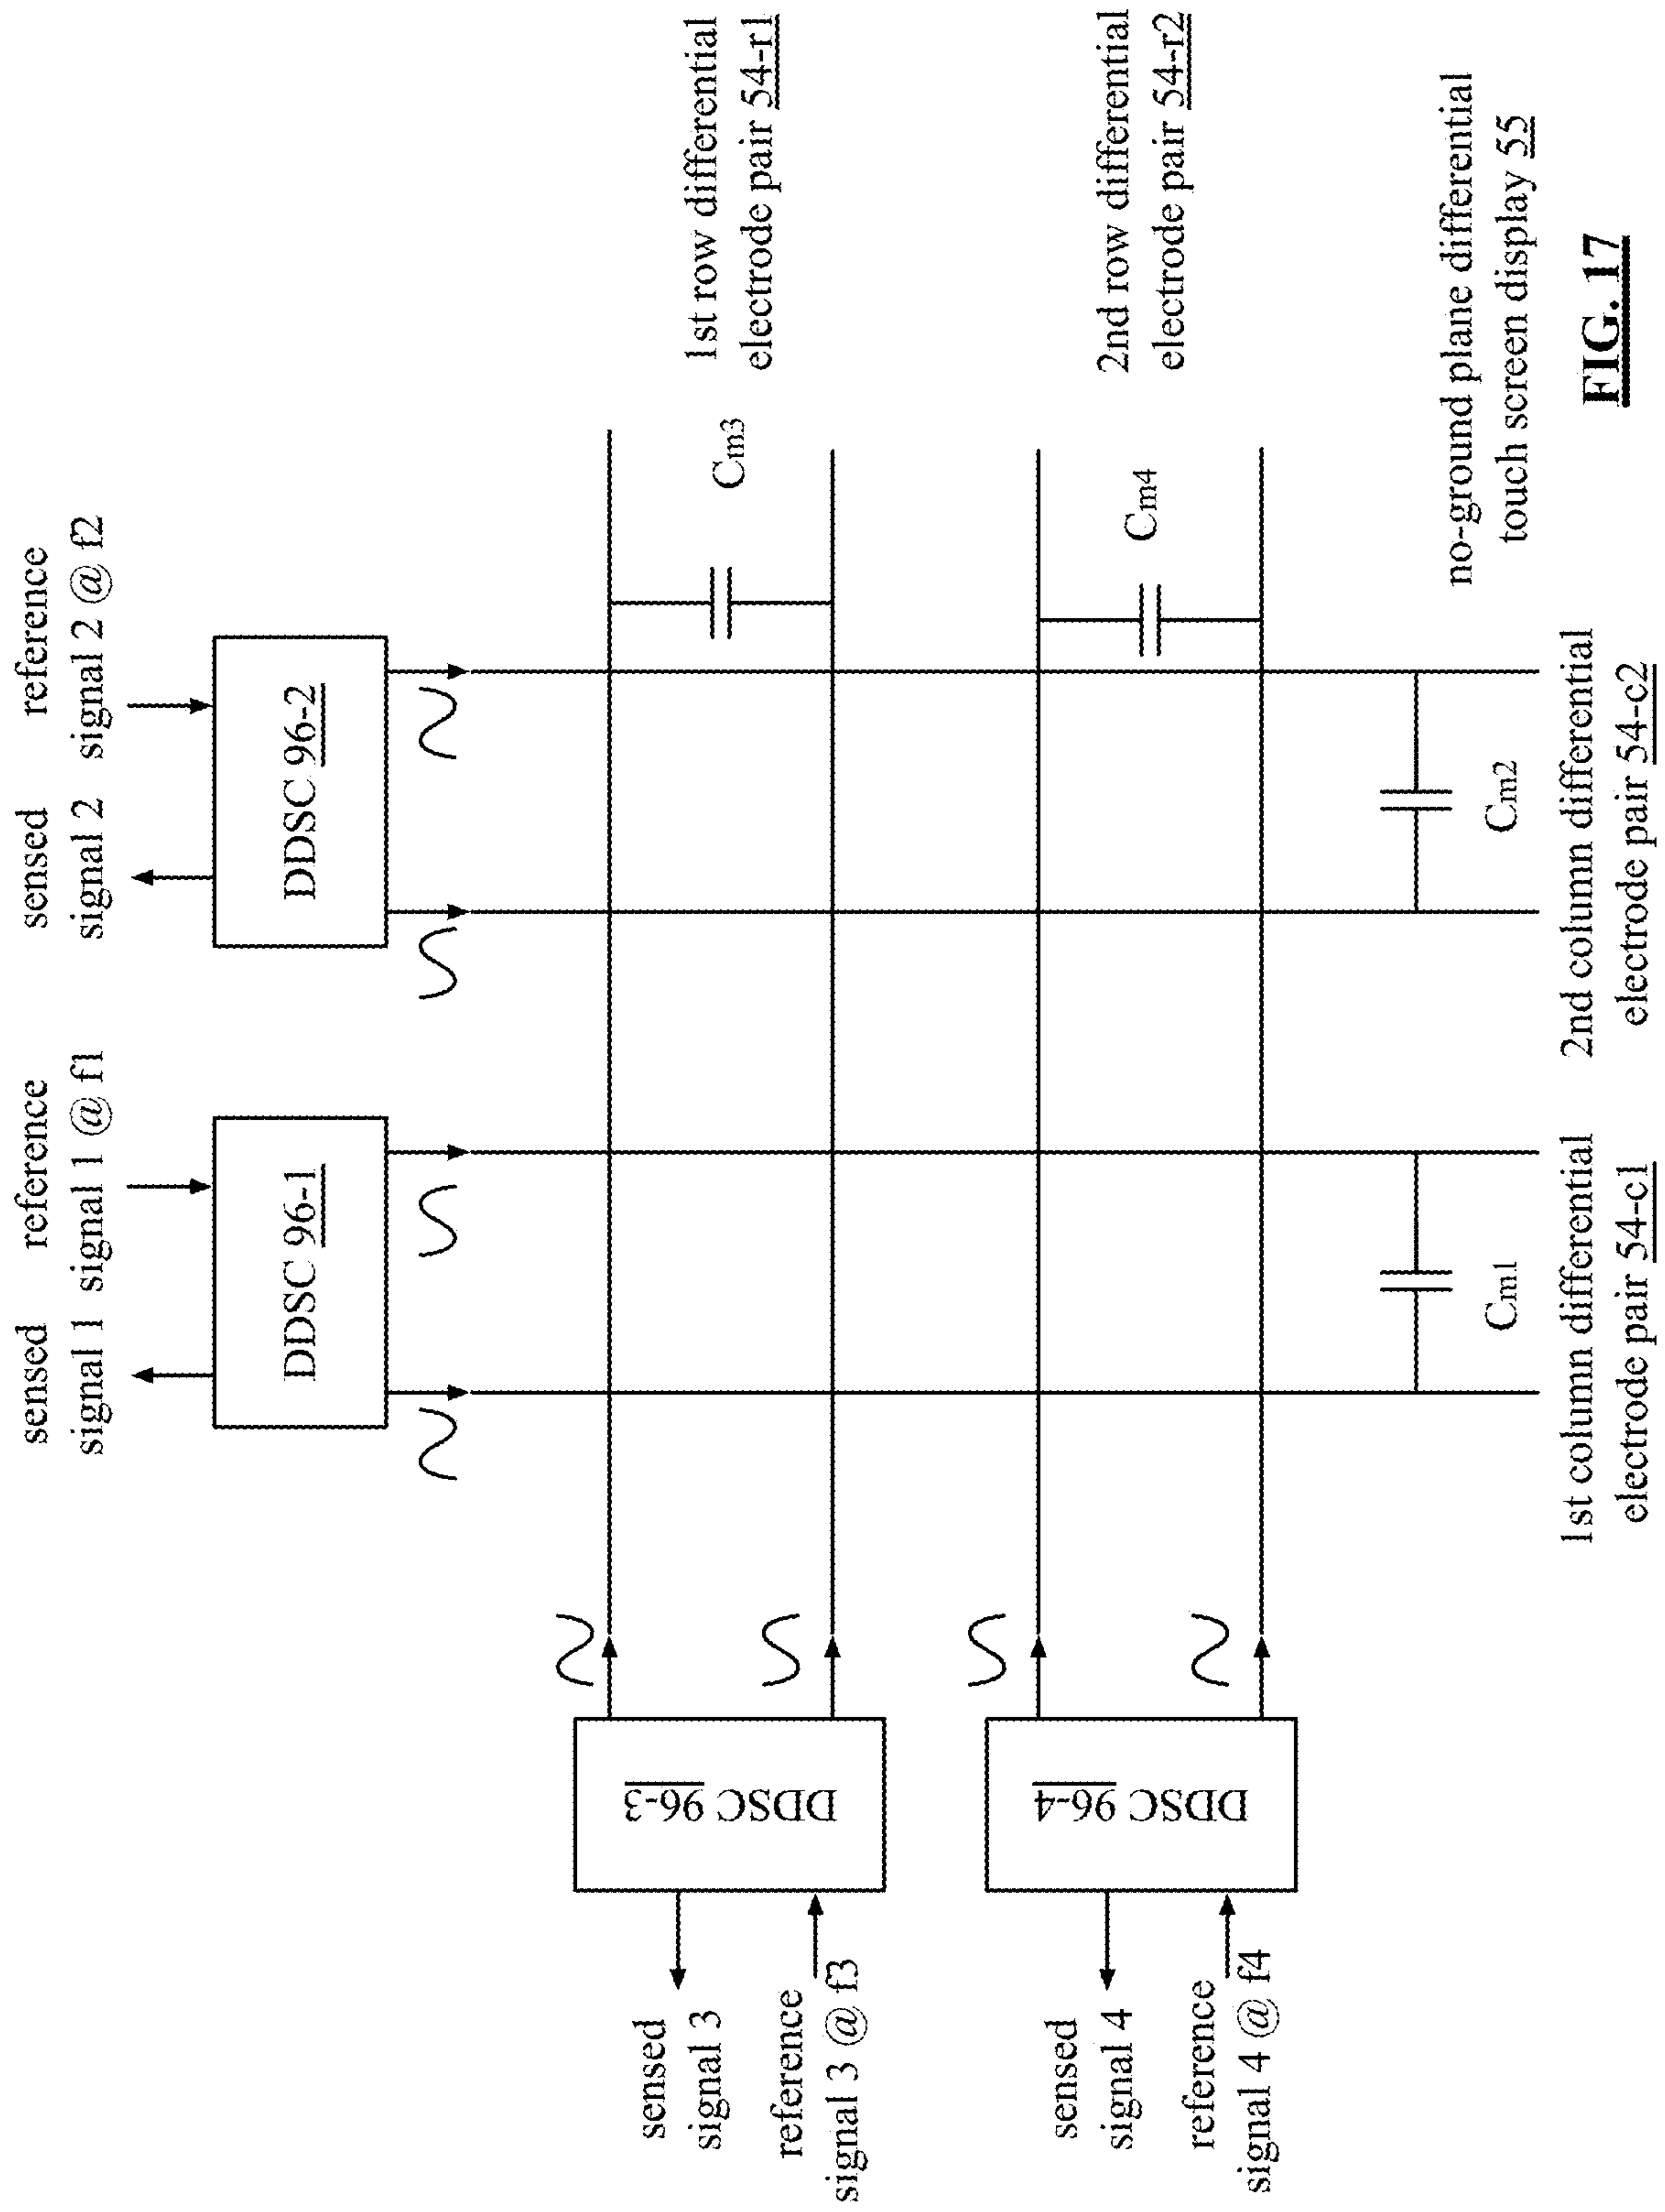 sensed
signal 1
reference
signal 1 @ f1
sensed
signal 2
reference
signal 2 @ f2
DDSC 96-1
DDSC 96-2
sensed
signal 3
reference
signal 3 @ f3
DDSC 96-3
1st row differential
electrode pair 54-r1
Cm3
sensed
signal 4
reference
signal 4 @ f4
DDSC 96-4
2nd row differential
electrode pair 54-r2
Cm4
Cm1
Cm2
1st column differential
electrode pair 54-c1
2nd column differential
electrode pair 54-c2
no-ground plane differential
touch screen display 55
FIG. 17